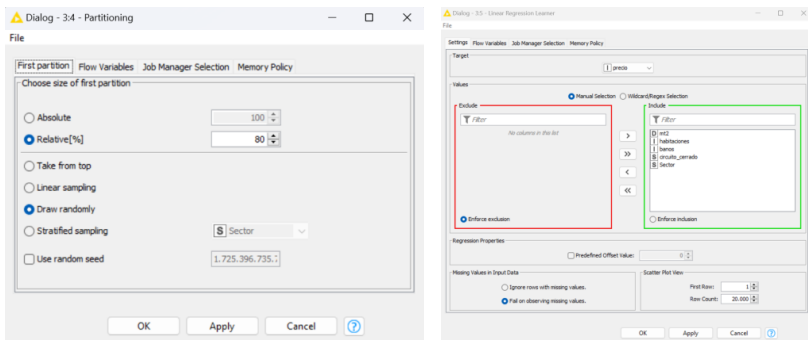 Dialog - 3:4 - Partitioning
File
First partition Flow Variables Job Manager Selection Memory Policy
Choose size of first partition
Absolute 100
Relative[%] 80
Take from top
Linear sampling
Draw randomly
Stratified sampling S Sector
Use random seed 1.725.396.735.
OK Apply Cancel ?
Dialog - 3:5 - Linear Regression Learner
File
Settings Flow Variables Job Manager Selection Memory Policy
Target
I precio
Values
Manual Selection Wildcard/Regex Selection
Exclude
Filter
No columns in this list
Enforce exclusion
>
>>
<
<<
Include
Filter
D mt2
I habitaciones
I banos
S circuito_cerrado
S Sector
Enforce inclusion
Regression Properties
Predefined Offset Value: 0
Missing Values in Input Data
Ignore rows with missing values.
Fail on observing missing values.
Scatter Plot View
First Row: 1
Row Count: 20.000
OK Apply Cancel ?